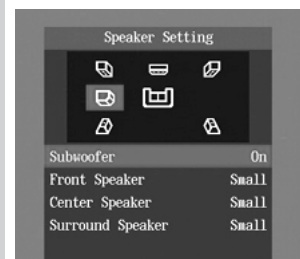 Speaker Setting
Subwoofer On
Front Speaker Small
Center Speaker Small
Surround Speaker Small